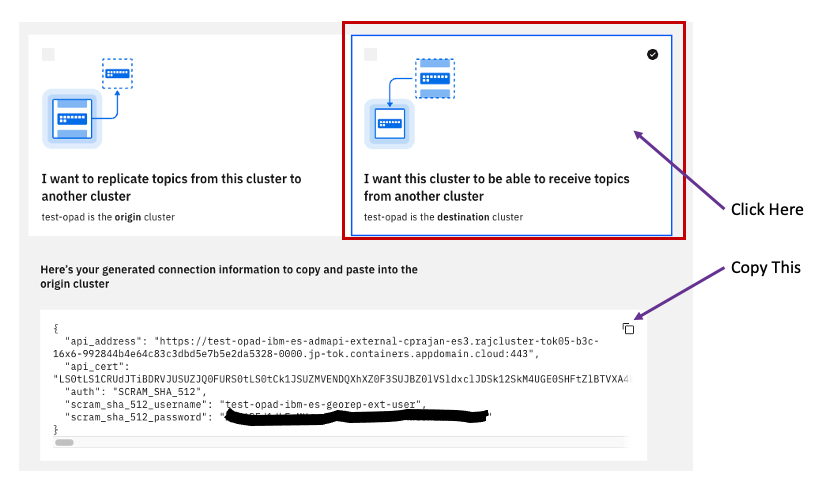 I want to replicate topics from this cluster to
another cluster
test-opad is the origin cluster
I want this cluster to be able to receive topics
from another cluster
test-opad is the destination cluster
Click Here
Here's your generated connection information to copy and paste into the
origin cluster
Copy This
{
"api_address": "https://test-opad-ibm-es-admapi-external-cprajan-es3.rajcluster-tok05-b3c-
16x6-992844b4e64c83c3dbd5e7b5e2da5328-0000.jp-tok.containers.appdomain.cloud:443",
"api_cert":
"LS0tLS1CRUdJTiBDRVJUSUZJQ0FURS0tLS0tCk1JSUZMVENDQXhXZ0F3SUJBZ0lVSldxclJDSk12SkM4UGE0SHFtZlBTVXA4
"auth": "SCRAM_SHA_512",
"scram_sha_512_username": "test-opad-ibm-es-georep-ext-user",
"scram_sha_512_password": "
}